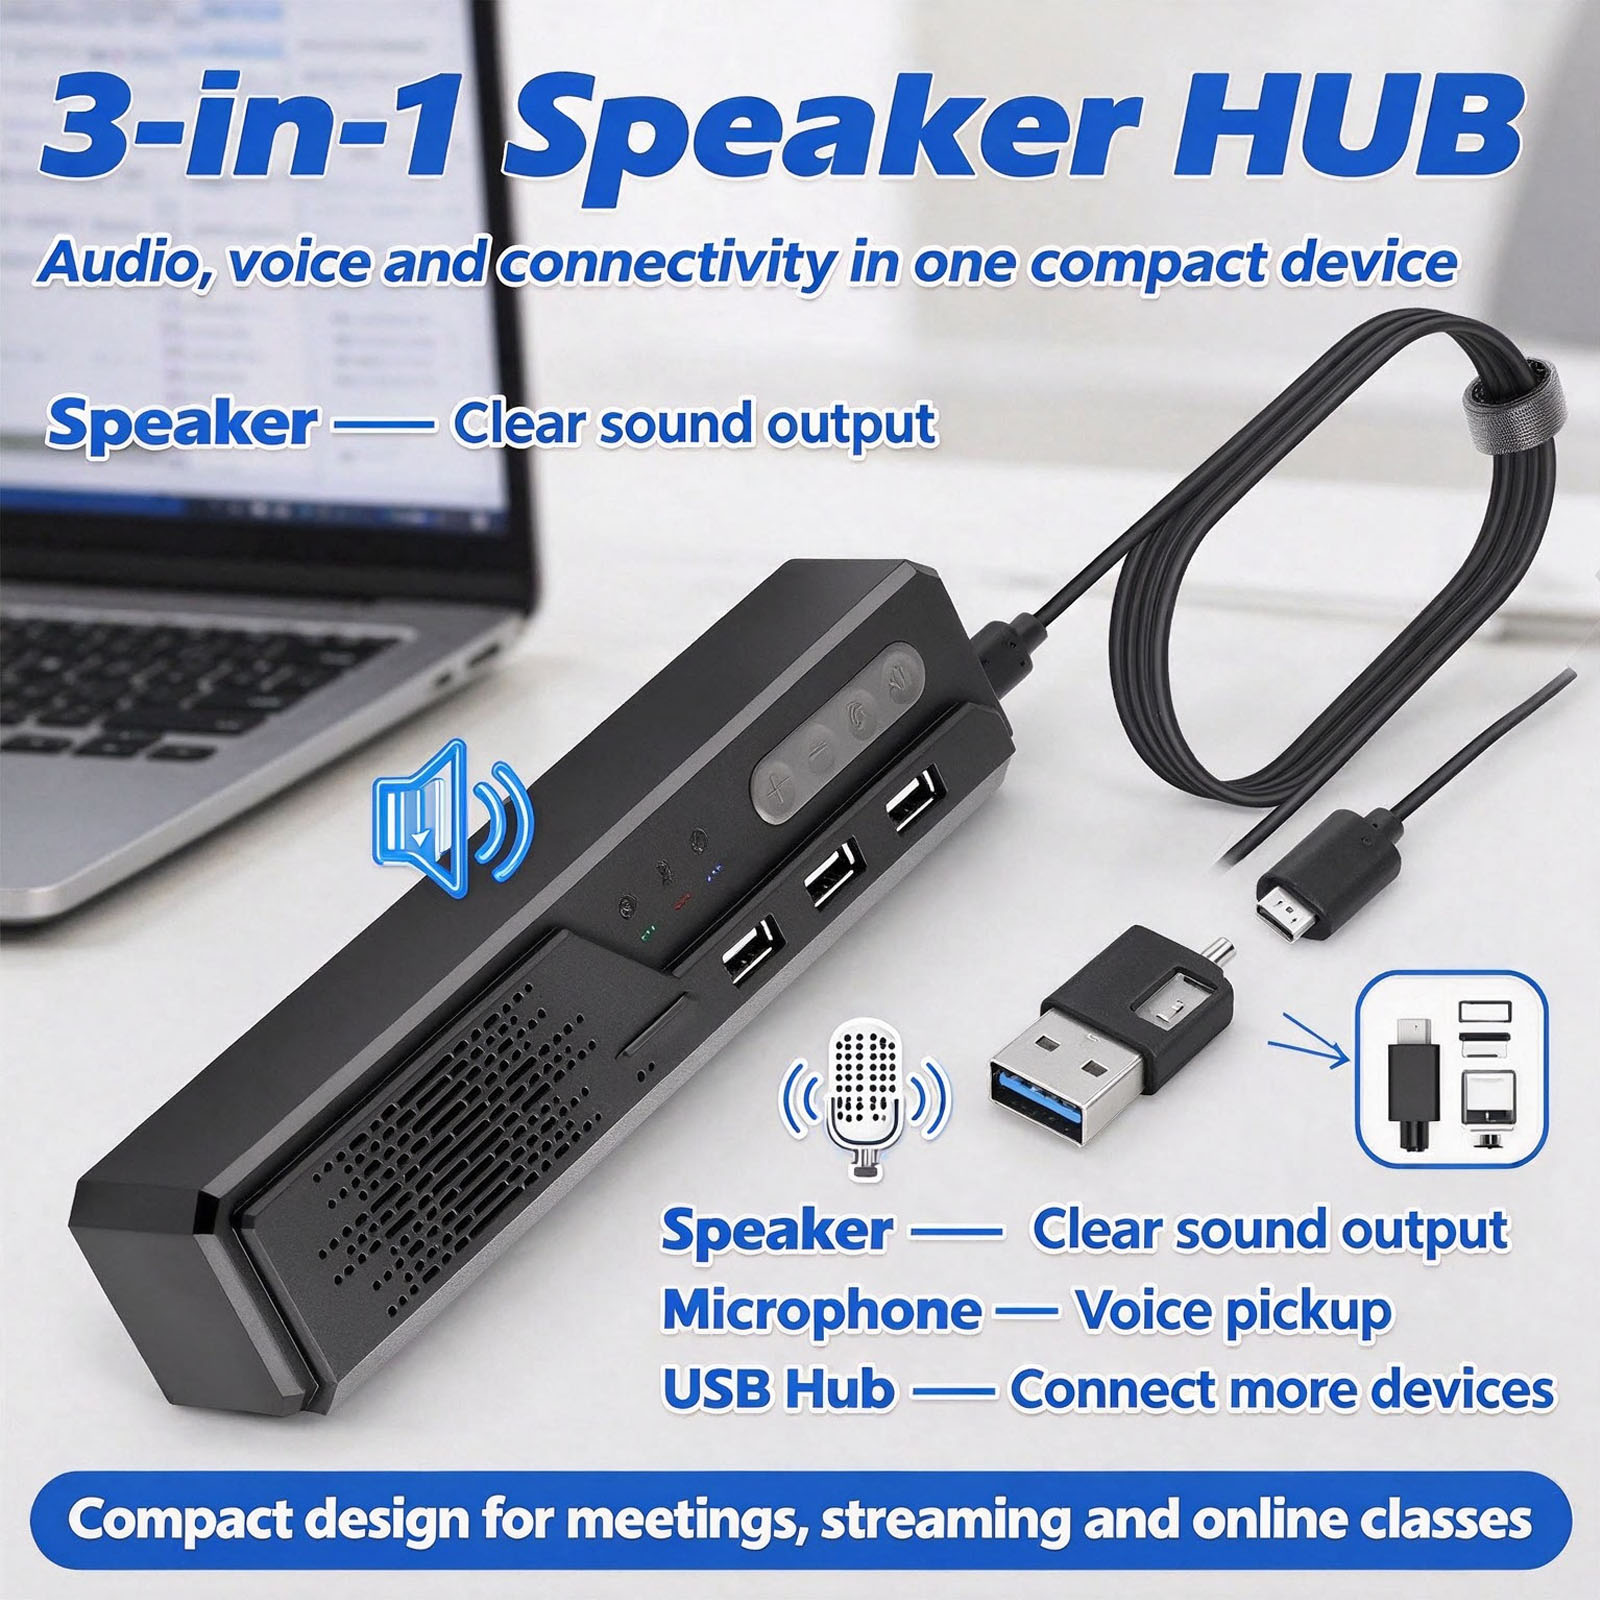 3-in-1 Speaker HUB
Audio, voice and connectivity in one compact device
Speaker — Clear sound output
Speaker — Clear sound output
Microphone — Voice pickup
USB Hub — Connect more devices
Compact design for meetings, streaming and online classes